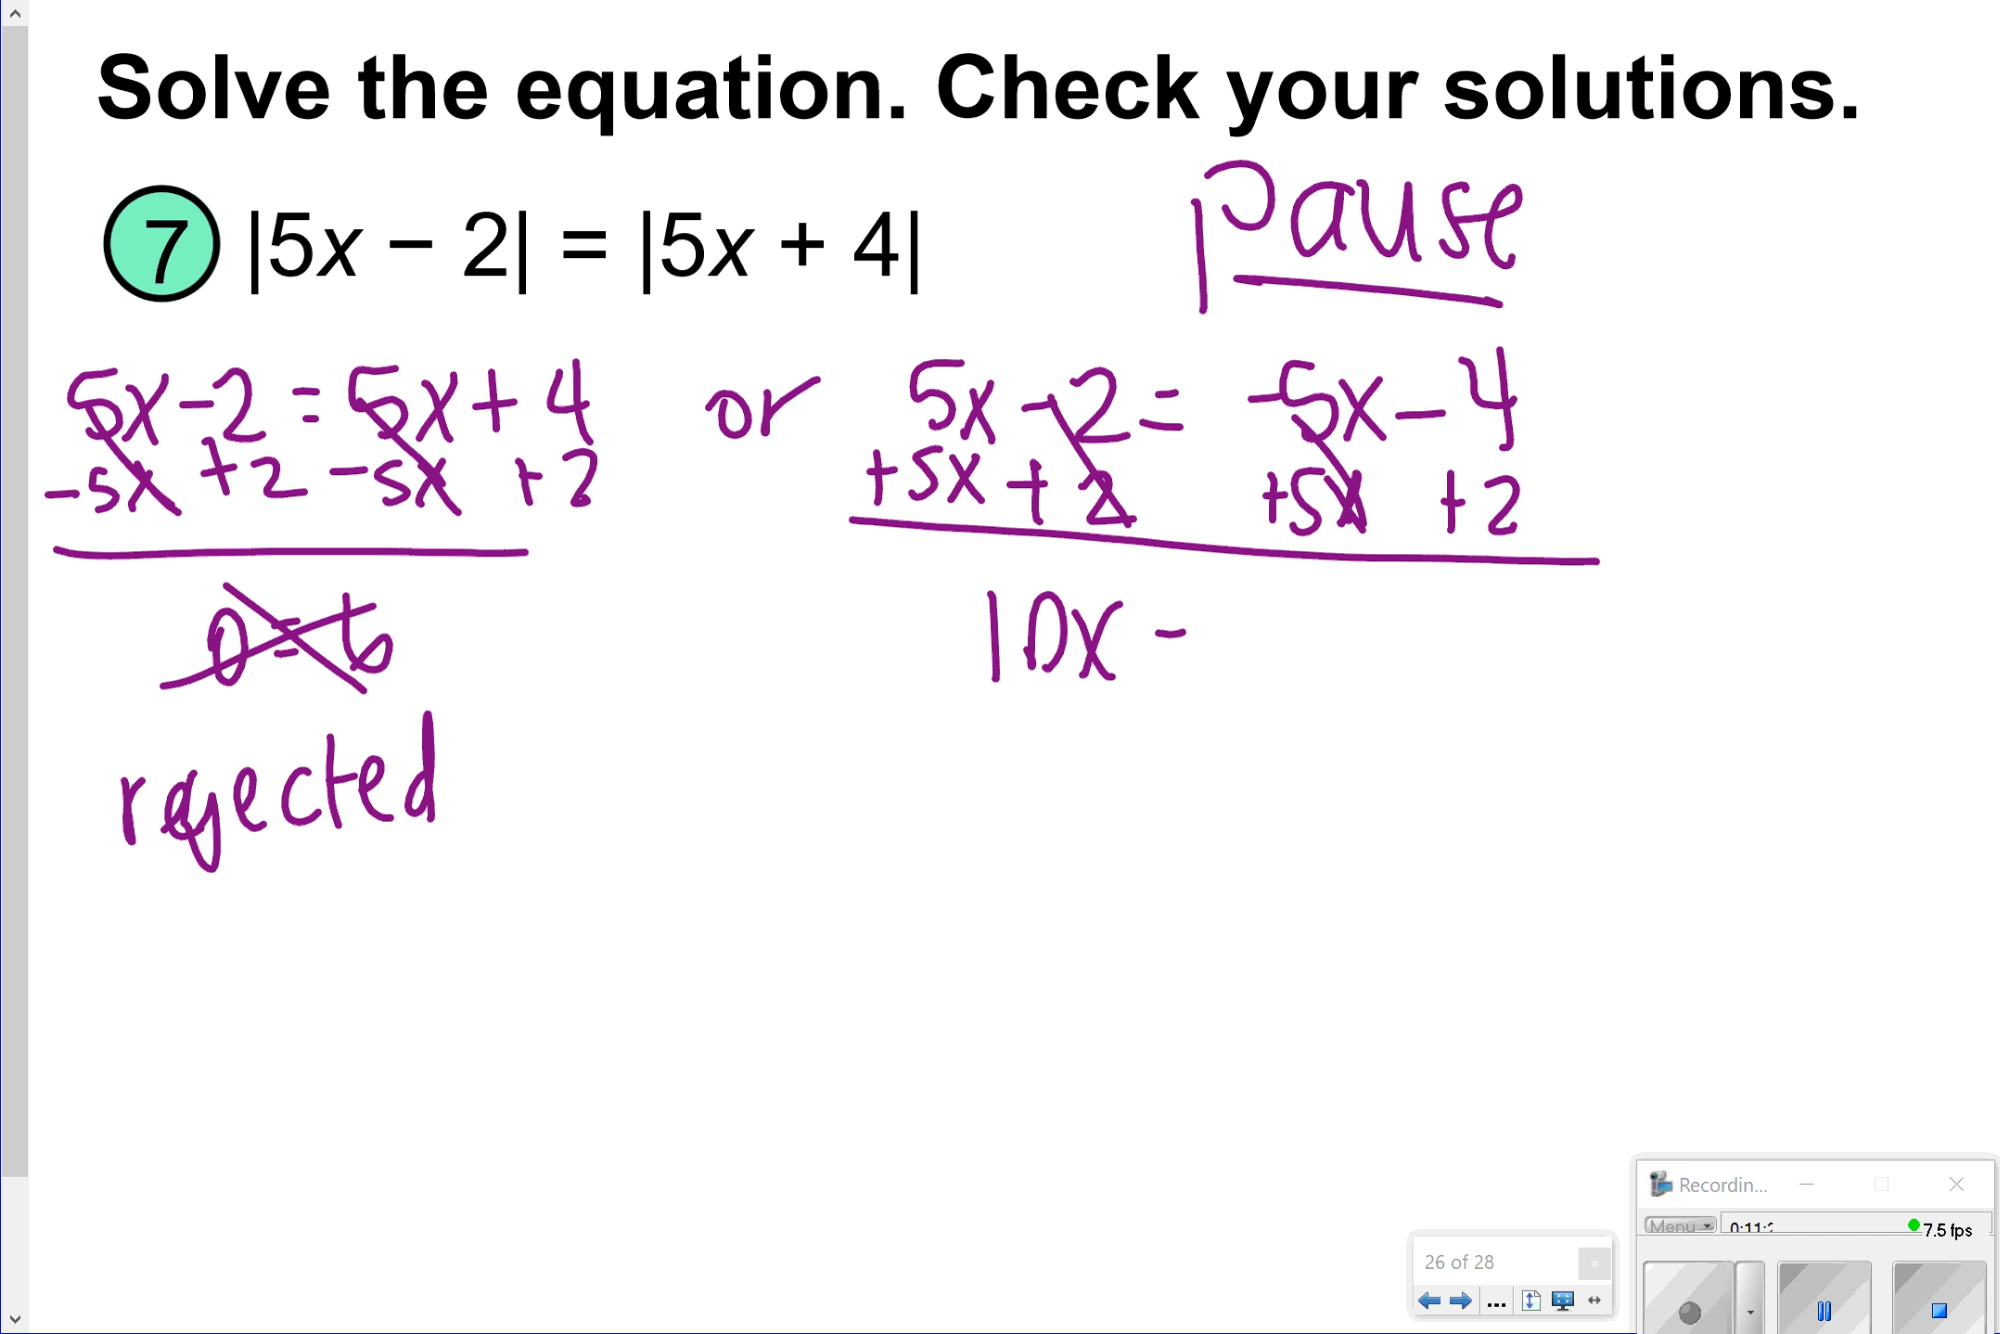 Solve the equation. Check your solutions.
pause
7 |5x − 2| = |5x + 4|
5x-2 = 5x+4 or 5x-2 = -5x-4
-5x +2 -5x +2 +5x +2 +5x +2
0=6 10x -
rejected
Recordin...
Menu 7.5 fps
26 of 28